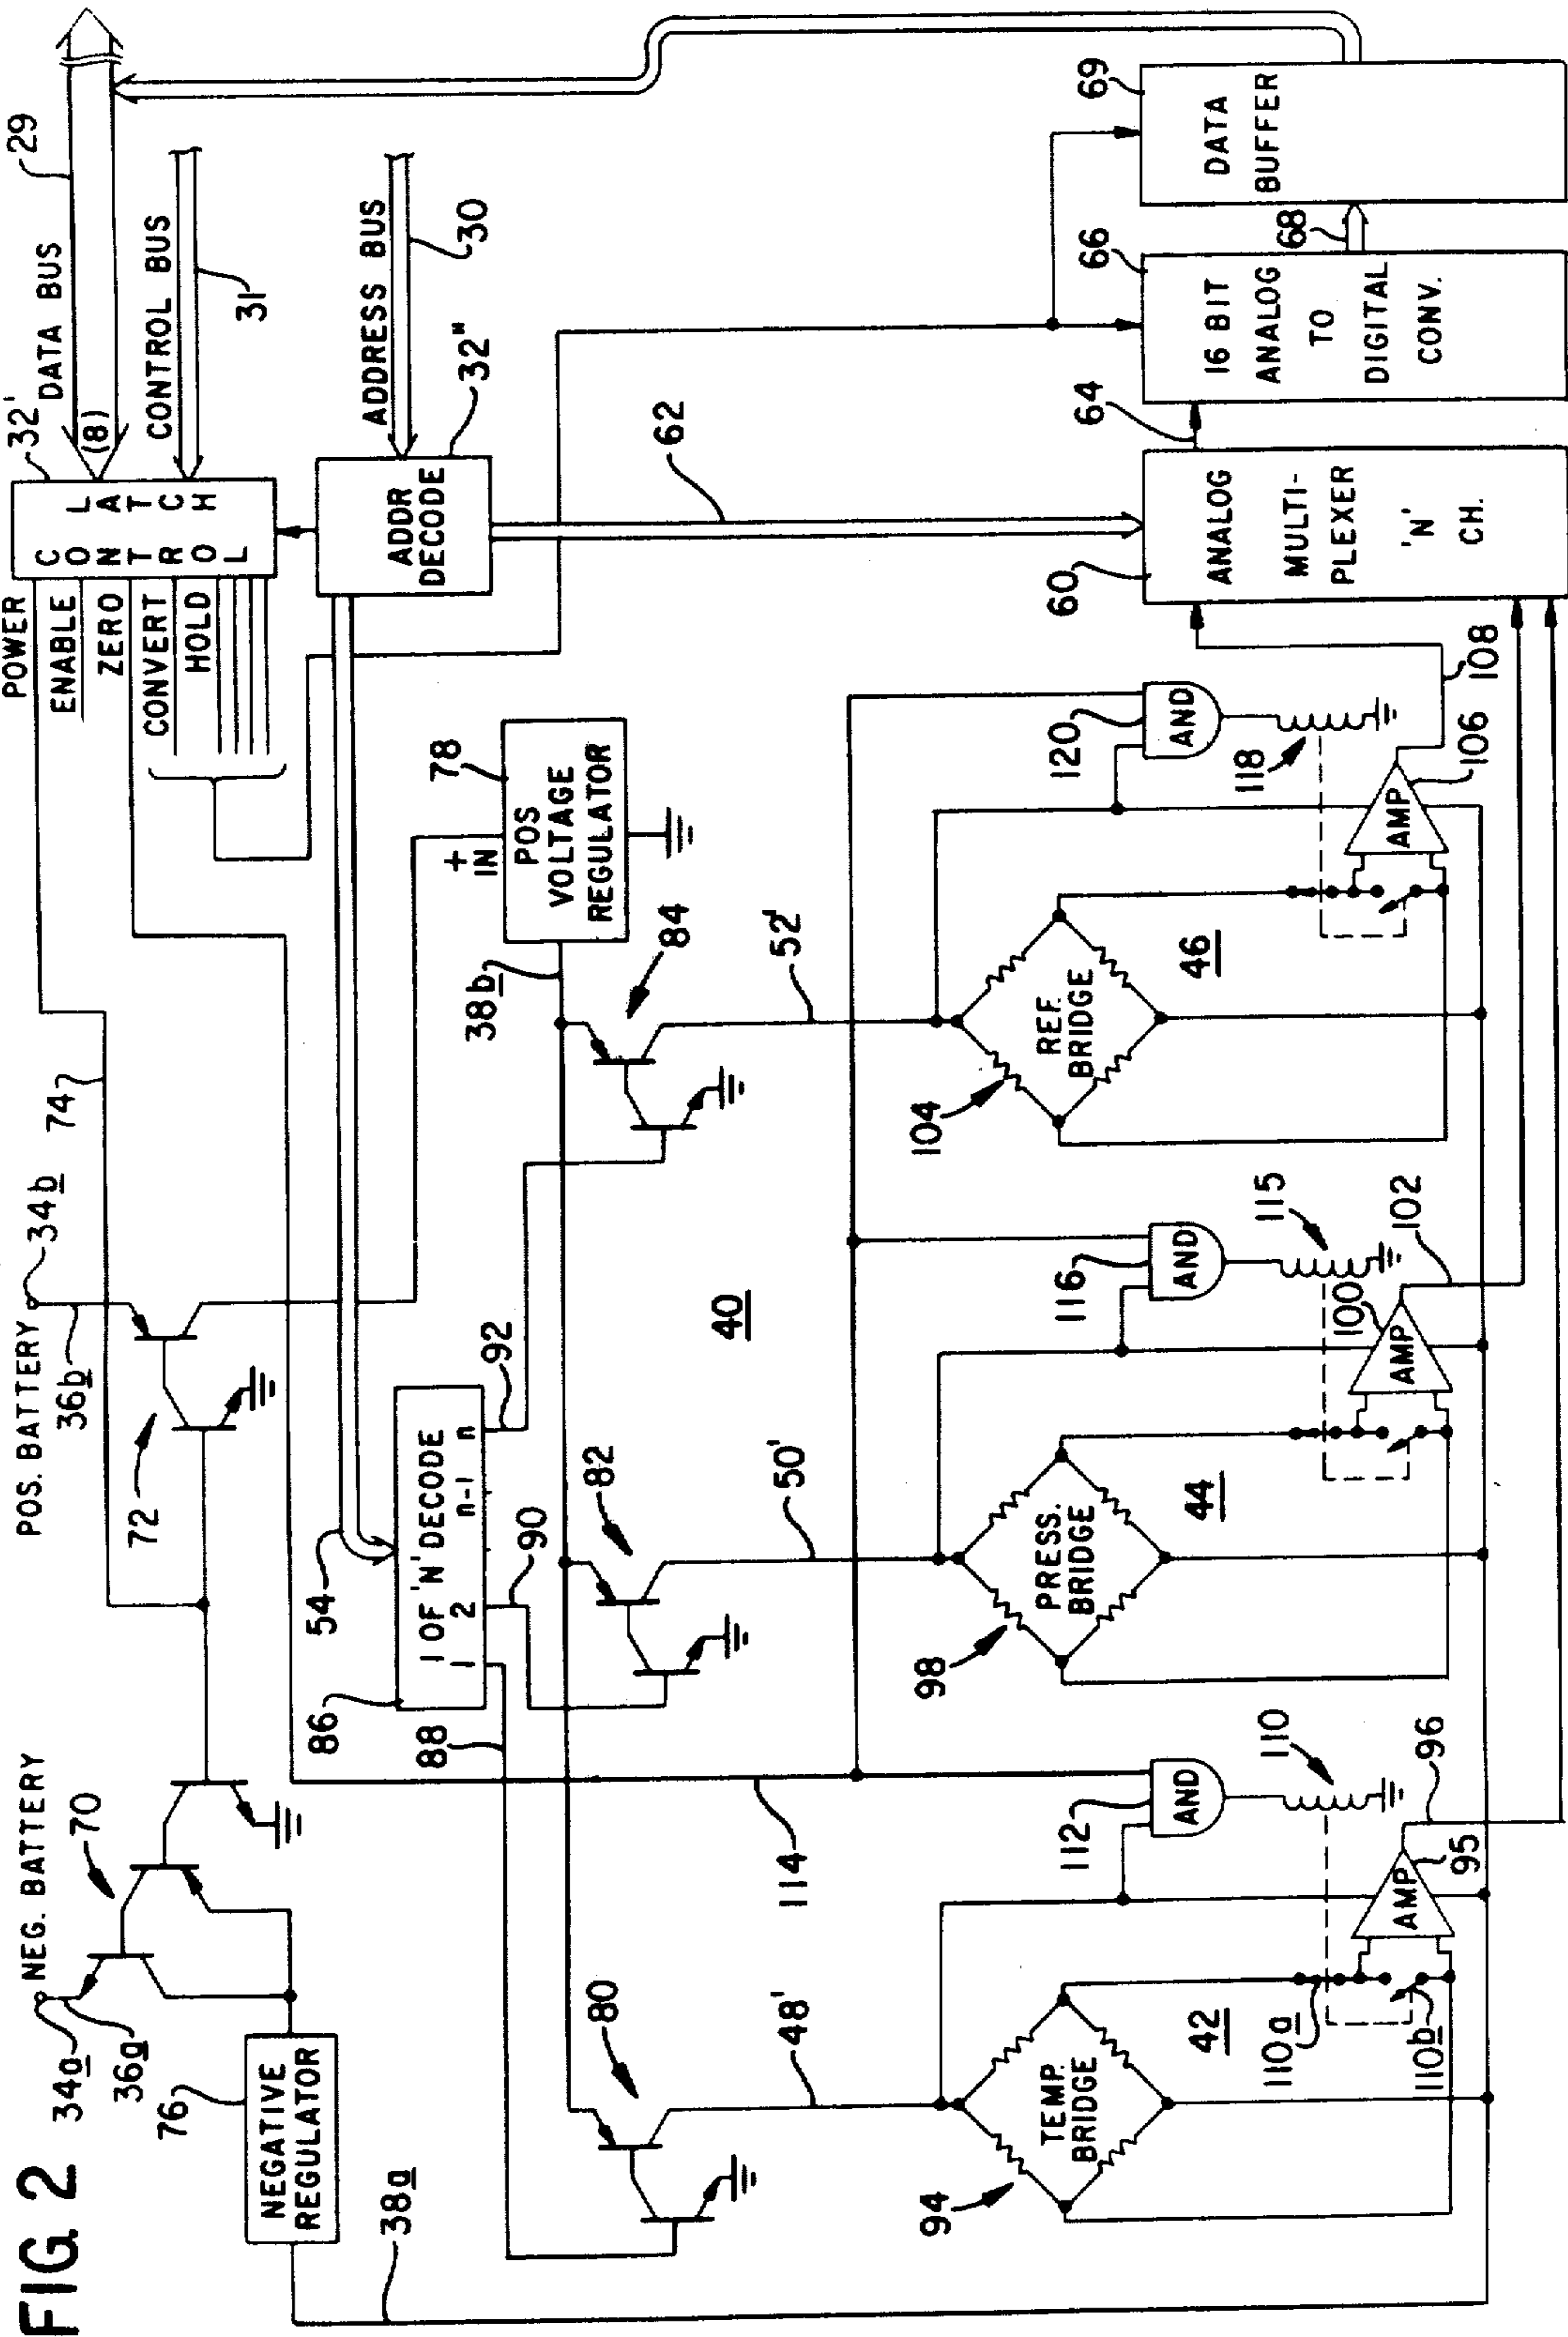 FIG. 2
NEG. BATTERY
34a
36a
70
76
NEGATIVE
REGULATOR
38a
POS. BATTERY
34b
36b
72
74
POWER
ENABLE
ZERO
CONVERT
HOLD
CONTROL
LATCH
32'
(8)
DATA BUS
29
CONTROL BUS
31
ADDRESS BUS
30
ADDR
DECODE
32"
54
86
1 OF 'N' DECODE
1 2 n-1 n
88
90
92
+
IN
POS
VOLTAGE
REGULATOR
78
38b
80
82
84
40
48'
50'
52'
62
114
94
TEMP.
BRIDGE
42
110a
110b
112
AND
110
AMP
95
96
98
PRESS.
BRIDGE
44
116
AND
115
AMP
100
102
104
REF.
BRIDGE
46
120
AND
118
AMP
106
108
60
ANALOG
MULTI-
PLEXER
'N'
CH.
64
66
16 BIT
ANALOG
TO
DIGITAL
CONV.
68
69
DATA
BUFFER